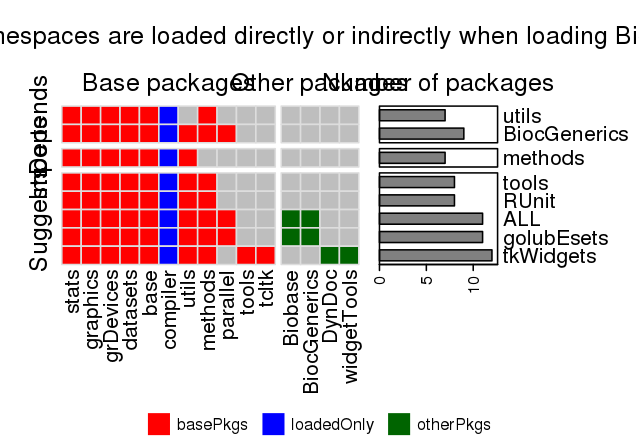 nespaces are loaded directly or indirectly when loading Bi
Base packages
Other packages
Number of packages
Depends
Imports
Suggests
utils
BiocGenerics
methods
tools
RUnit
ALL
golubEsets
tkWidgets
stats
graphics
grDevices
datasets
base
compiler
utils
methods
parallel
tools
tcltk
Biobase
BiocGenerics
DynDoc
widgetTools
0
5
10
basePkgs
loadedOnly
otherPkgs